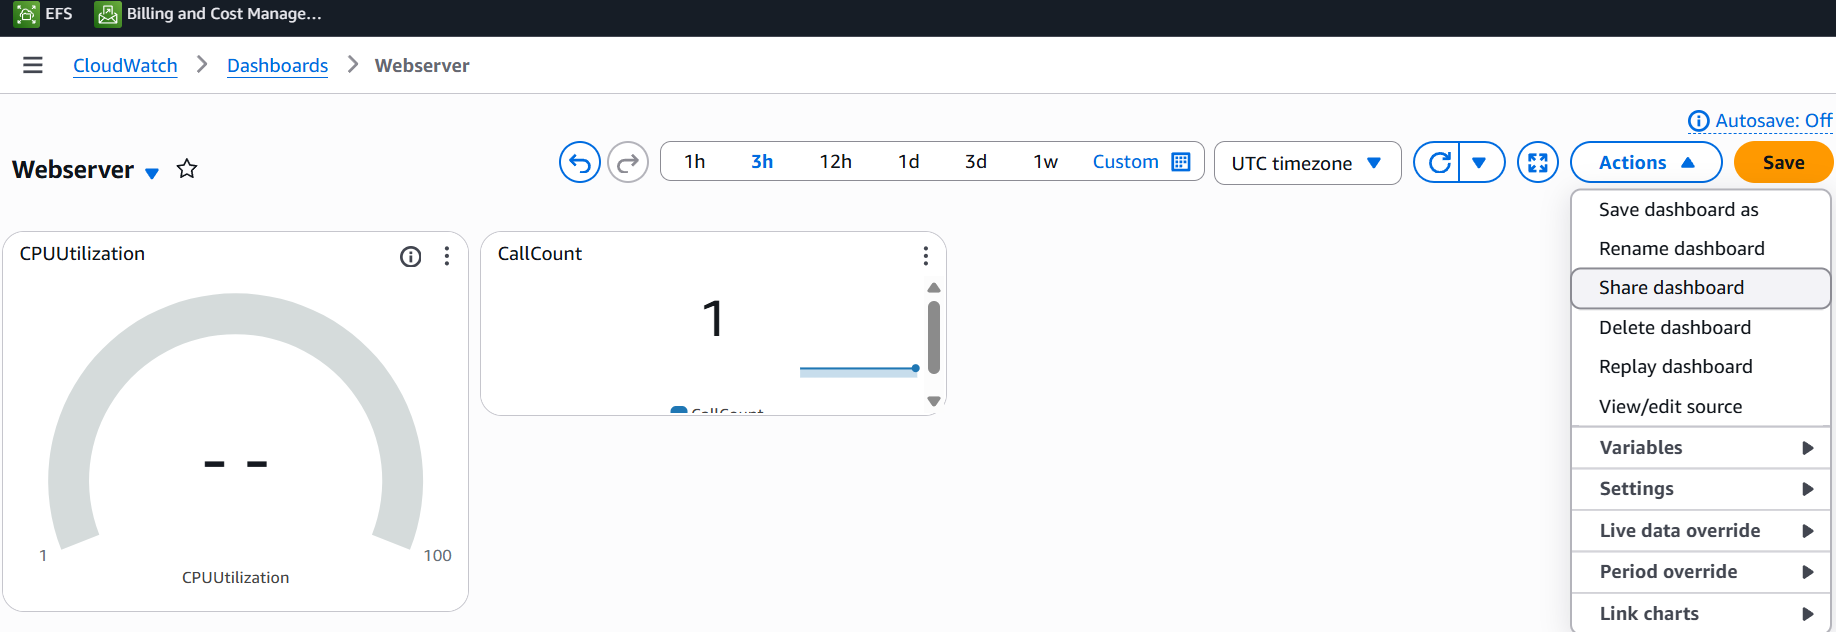 EFS Billing and Cost Manage...
CloudWatch Dashboards Webserver
Autosave: Off
Webserver 1h 3h 12h 1d 3d 1w Custom UTC timezone Actions Save
Save dashboard as
Rename dashboard
Share dashboard
Delete dashboard
Replay dashboard
View/edit source
Variables
Settings
Live data override
Period override
Link charts
CPUUtilization
- -
1 100
CPUUtilization
CallCount
1
CallCount